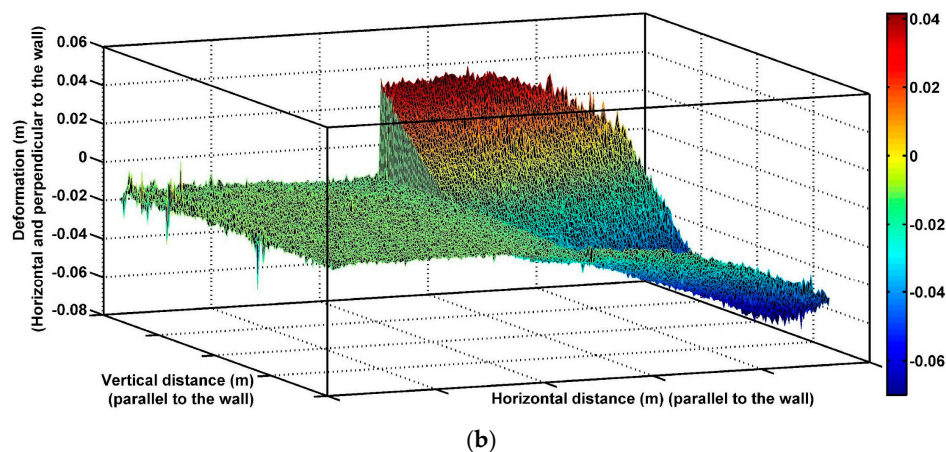 0.06
0.04
0.02
0
-0.02
-0.04
-0.06
-0.08
Deformation (m)
(Horizontal and perpendicular to the wall)
Vertical distance (m)
(parallel to the wall)
Horizontal distance (m) (parallel to the wall)
0.04
0.02
0
-0.02
-0.04
-0.06
(b)